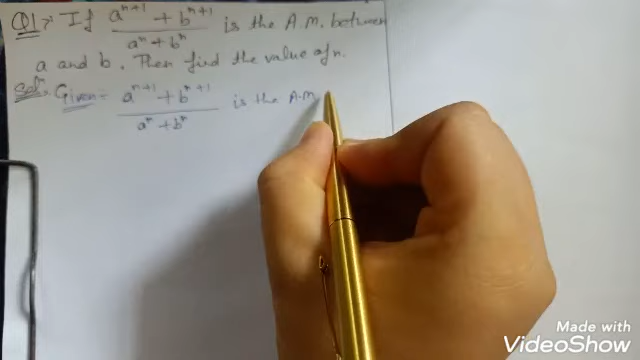 Q1→: If a^{n+1} + b^{n+1} / a^n + b^n is the A.M. between
a and b. Then find the value of n.
Solⁿ. Given:- a^{n+1} + b^{n+1} / a^n + b^n is the A.M
Made with
VideoShow